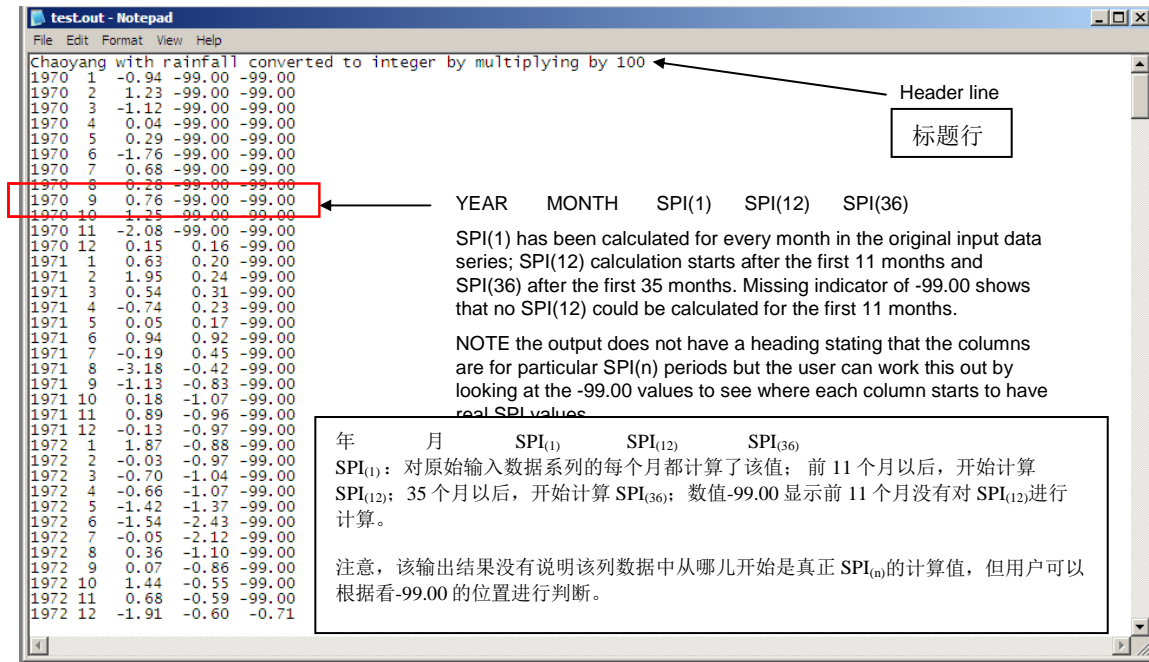 test.out - Notepad
File Edit Format View Help
Chaoyang with rainfall converted to integer by multiplying by 100
1970 1 -0.94 -99.00 -99.00
1970 2 1.23 -99.00 -99.00
1970 3 -1.12 -99.00 -99.00
1970 4 0.04 -99.00 -99.00
1970 5 0.29 -99.00 -99.00
1970 6 -1.76 -99.00 -99.00
1970 7 0.68 -99.00 -99.00
1970 8 0.28 -99.00 -99.00
1970 9 0.76 -99.00 -99.00
1970 10 1.25 -99.00 -99.00
1970 11 -2.08 -99.00 -99.00
1970 12 0.15 0.16 -99.00
1971 1 0.63 0.20 -99.00
1971 2 1.95 0.24 -99.00
1971 3 0.54 0.31 -99.00
1971 4 -0.74 0.23 -99.00
1971 5 0.05 0.17 -99.00
1971 6 0.94 0.92 -99.00
1971 7 -0.19 0.45 -99.00
1971 8 -3.18 -0.42 -99.00
1971 9 -1.13 -0.83 -99.00
1971 10 0.18 -1.07 -99.00
1971 11 0.89 -0.96 -99.00
1971 12 -0.13 -0.97 -99.00
1972 1 1.87 -0.88 -99.00
1972 2 -0.03 -0.97 -99.00
1972 3 -0.70 -1.04 -99.00
1972 4 -0.66 -1.07 -99.00
1972 5 -1.42 -1.37 -99.00
1972 6 -1.54 -2.43 -99.00
1972 7 -0.05 -2.12 -99.00
1972 8 0.36 -1.10 -99.00
1972 9 0.07 -0.86 -99.00
1972 10 1.44 -0.55 -99.00
1972 11 0.68 -0.59 -99.00
1972 12 -1.91 -0.60 -0.71
Header line
标题行
YEAR MONTH SPI(1) SPI(12) SPI(36)
SPI(1) has been calculated for every month in the original input data
series; SPI(12) calculation starts after the first 11 months and
SPI(36) after the first 35 months. Missing indicator of -99.00 shows
that no SPI(12) could be calculated for the first 11 months.
NOTE the output does not have a heading stating that the columns
are for particular SPI(n) periods but the user can work this out by
looking at the -99.00 values to see where each column starts to have
real SPI values
年 月 SPI(1) SPI(12) SPI(36)
SPI(1)：对原始输入数据系列的每个月都计算了该值；前 11 个月以后，开始计算
SPI(12)；35 个月以后，开始计算 SPI(36)；数值-99.00 显示前 11 个月没有对 SPI(12)进行
计算。
注意，该输出结果没有说明该列数据中从哪儿开始是真正 SPI(n)的计算值，但用户可以
根据看-99.00 的位置进行判断。